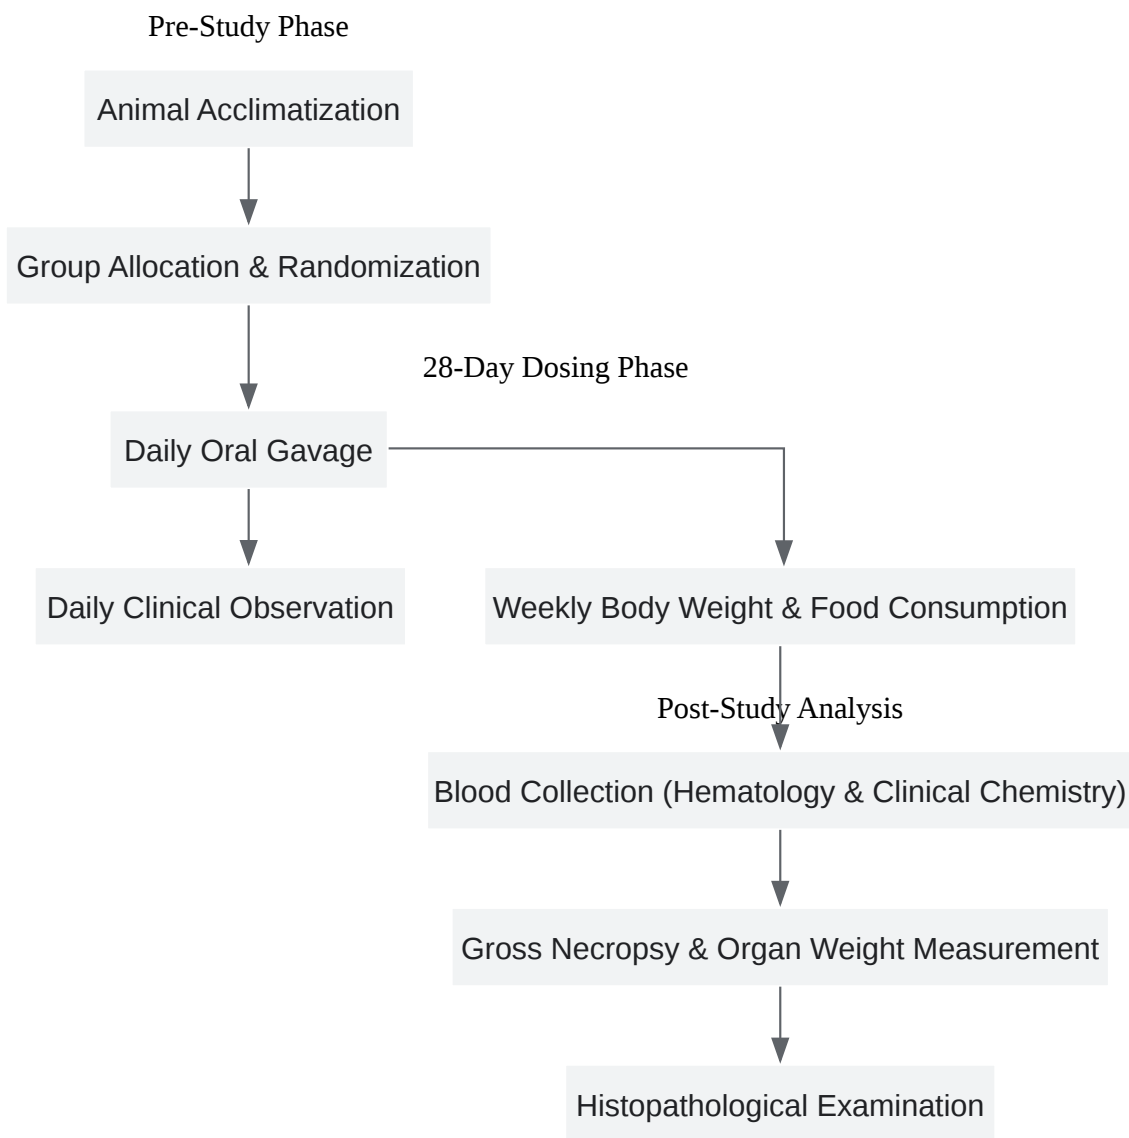 Pre-Study Phase
Animal Acclimatization
Group Allocation & Randomization
28-Day Dosing Phase
Daily Oral Gavage
Daily Clinical Observation
Weekly Body Weight & Food Consumption
Post-Study Analysis
Blood Collection (Hematology & Clinical Chemistry)
Gross Necropsy & Organ Weight Measurement
Histopathological Examination